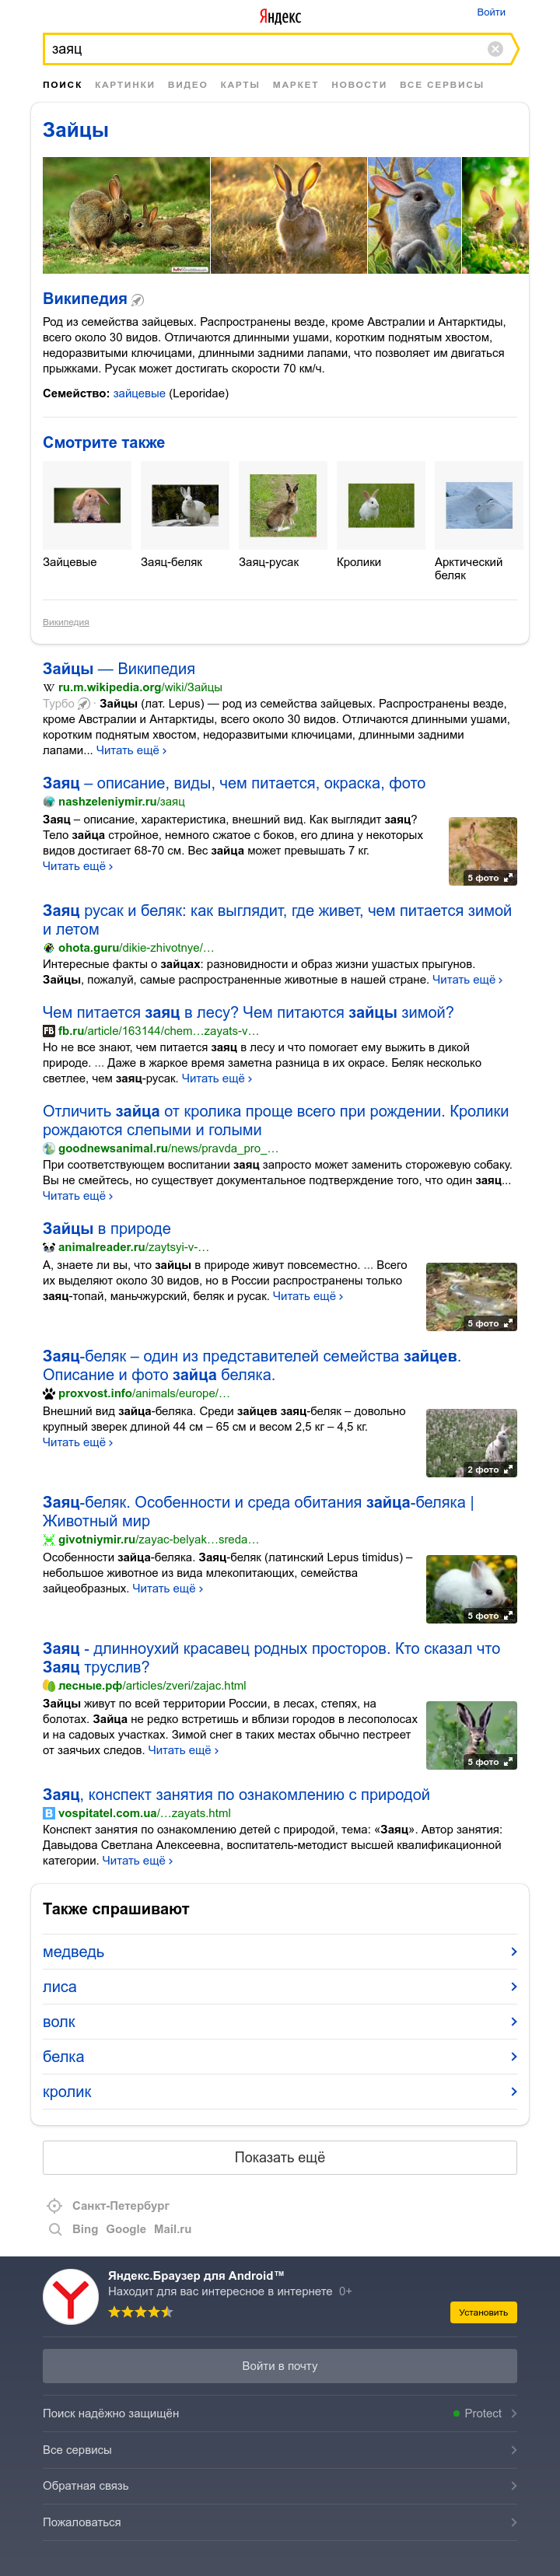 Яндекс
Войти
заяц
ПОИСК КАРТИНКИ ВИДЕО КАРТЫ МАРКЕТ НОВОСТИ ВСЕ СЕРВИСЫ
Зайцы
Википедия
Род из семейства зайцевых. Распространены везде, кроме Австралии и Антарктиды,
всего около 30 видов. Отличаются длинными ушами, коротким поднятым хвостом,
недоразвитыми ключицами, длинными задними лапами, что позволяет им двигаться
прыжками. Русак может достигать скорости 70 км/ч.
Семейство: зайцевые (Leporidae)
Смотрите также
Зайцевые
Заяц-беляк
Заяц-русак
Кролики
Арктический
беляк
Википедия
Зайцы — Википедия
ru.m.wikipedia.org/wiki/Зайцы
Турбо · Зайцы (лат. Lepus) — род из семейства зайцевых. Распространены везде,
кроме Австралии и Антарктиды, всего около 30 видов. Отличаются длинными ушами,
коротким поднятым хвостом, недоразвитыми ключицами, длинными задними
лапами... Читать ещё ›
Заяц – описание, виды, чем питается, окраска, фото
nashzeleniymir.ru/заяц
Заяц – описание, характеристика, внешний вид. Как выглядит заяц?
Тело зайца стройное, немного сжатое с боков, его длина у некоторых
видов достигает 68-70 см. Вес зайца может превышать 7 кг.
Читать ещё ›
5 фото
Заяц русак и беляк: как выглядит, где живет, чем питается зимой
и летом
ohota.guru/dikie-zhivotnye/…
Интересные факты о зайцах: разновидности и образ жизни ушастых прыгунов.
Зайцы, пожалуй, самые распространенные животные в нашей стране. Читать ещё ›
Чем питается заяц в лесу? Чем питаются зайцы зимой?
FB fb.ru/article/163144/chem…zayats-v…
Но не все знают, чем питается заяц в лесу и что помогает ему выжить в дикой
природе. ... Даже в жаркое время заметна разница в их окрасе. Беляк несколько
светлее, чем заяц-русак. Читать ещё ›
Отличить зайца от кролика проще всего при рождении. Кролики
рождаются слепыми и голыми
goodnewsanimal.ru/news/pravda_pro_…
При соответствующем воспитании заяц запросто может заменить сторожевую собаку.
Вы не смейтесь, но существует документальное подтверждение того, что один заяц...
Читать ещё ›
Зайцы в природе
animalreader.ru/zaytsyi-v-…
А, знаете ли вы, что зайцы в природе живут повсеместно. ... Всего
их выделяют около 30 видов, но в России распространены только
заяц-топай, маньчжурский, беляк и русак. Читать ещё ›
5 фото
Заяц-беляк – один из представителей семейства зайцев.
Описание и фото зайца беляка.
proxvost.info/animals/europe/…
Внешний вид зайца-беляка. Среди зайцев заяц-беляк – довольно
крупный зверек длиной 44 см – 65 см и весом 2,5 кг – 4,5 кг.
Читать ещё ›
2 фото
Заяц-беляк. Особенности и среда обитания зайца-беляка |
Животный мир
givotniymir.ru/zayac-belyak…sreda…
Особенности зайца-беляка. Заяц-беляк (латинский Lepus timidus) –
небольшое животное из вида млекопитающих, семейства
зайцеобразных. Читать ещё ›
5 фото
Заяц - длинноухий красавец родных просторов. Кто сказал что
Заяц труслив?
лесные.рф/articles/zveri/zajac.html
Зайцы живут по всей территории России, в лесах, степях, на
болотах. Зайца не редко встретишь и вблизи городов в лесополосах
и на садовых участках. Зимой снег в таких местах обычно пестреет
от заячьих следов. Читать ещё ›
5 фото
Заяц, конспект занятия по ознакомлению с природой
В vospitatel.com.ua/…zayats.html
Конспект занятия по ознакомлению детей с природой, тема: «Заяц». Автор занятия:
Давыдова Светлана Алексеевна, воспитатель-методист высшей квалификационной
категории. Читать ещё ›
Также спрашивают
медведь
лиса
волк
белка
кролик
Показать ещё
Санкт-Петербург
Bing Google Mail.ru
Яндекс.Браузер для Android™
Находит для вас интересное в интернете 0+
Установить
Войти в почту
Поиск надёжно защищён
Protect
Все сервисы
Обратная связь
Пожаловаться